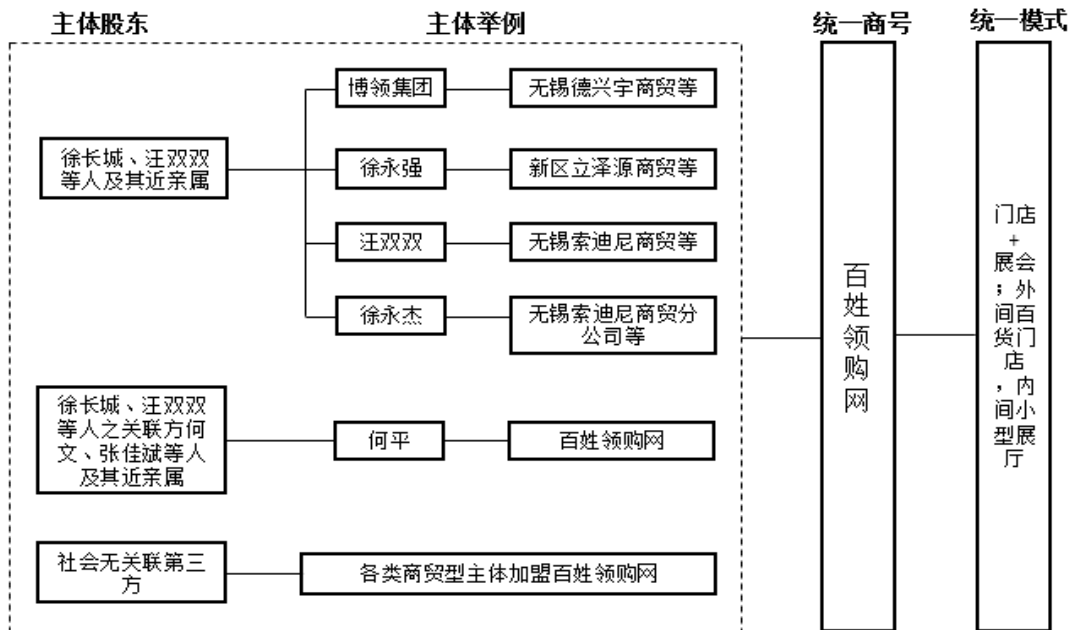 主体股东
主体举例
统一商号
统一模式
徐长城、汪双双
等人及其近亲属
博领集团
无锡德兴宇商贸等
徐永强
新区立泽源商贸等
汪双双
无锡索迪尼商贸等
徐永杰
无锡索迪尼商贸分
公司等
徐长城、汪双双
等人之关联方何
文、张佳斌等人
及其近亲属
何平
百姓领购网
社会无关联第三
方
各类商贸型主体加盟百姓领购网
百
姓
领
购
网
门店
+
展会
；外
间百
货门
店
，内
间小
型展
厅